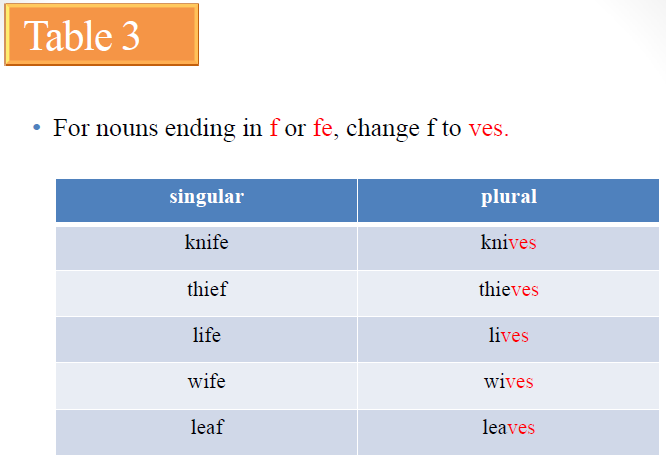 Table 3
• For nouns ending in f or fe, change f to ves.
singular plural
knife knives
thief thieves
life lives
wife wives
leaf leaves